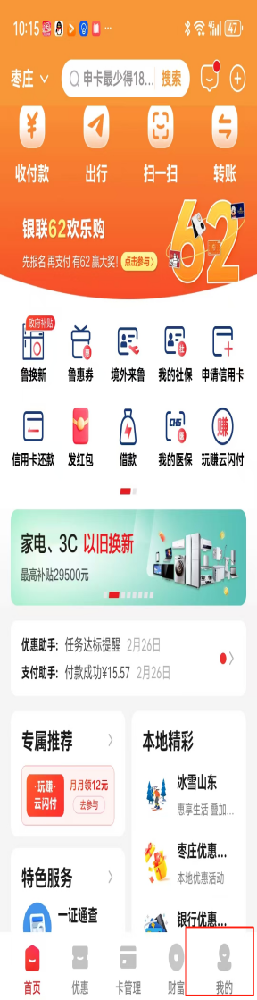 10:15 ... 4G 47
枣庄 申卡最少得18... 搜索
收付款 出行 扫一扫 转账
银联62欢乐购
先报名 再支付 有62 赢大奖! 点击参与
62
政府补贴
鲁换新 鲁惠券 境外来鲁 我的社保 申请信用卡
信用卡还款 发红包 借款 我的医保 玩赚云闪付
家电、3C 以旧换新
最高补贴29500元
优惠助手: 任务达标提醒 2月26日
支付助手: 付款成功¥15.57 2月26日
专属推荐
·玩赚·
云闪付
月月领12元
去参与
本地精彩
冰雪山东
惠享生活 叠加...
枣庄优惠...
本地优惠活动
银行优惠...
特色服务
一证通查
首页 优惠 卡管理 财富 我的